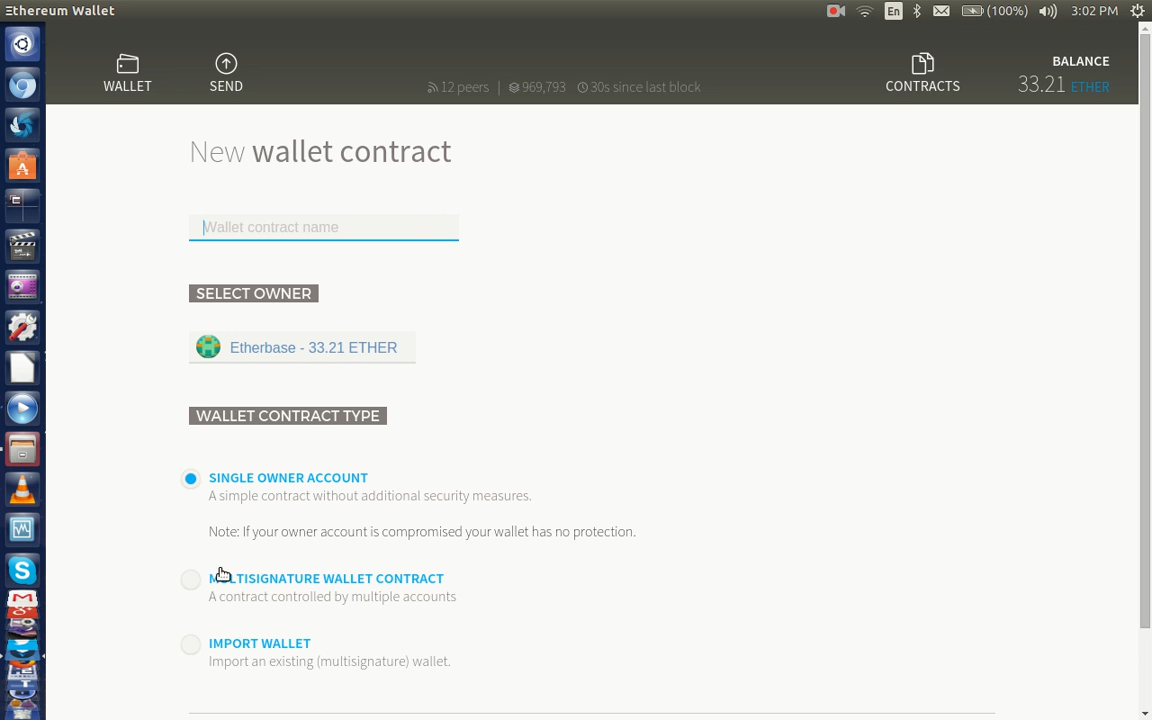 Ethereum Wallet
En
(100%)
3:02 PM
WALLET
SEND
12 peers | 969,793 30s since last block
CONTRACTS
BALANCE
33.21 ETHER
New wallet contract
Wallet contract name
SELECT OWNER
Etherbase - 33.21 ETHER
WALLET CONTRACT TYPE
SINGLE OWNER ACCOUNT
A simple contract without additional security measures.
Note: If your owner account is compromised your wallet has no protection.
MULTISIGNATURE WALLET CONTRACT
A contract controlled by multiple accounts
IMPORT WALLET
Import an existing (multisignature) wallet.